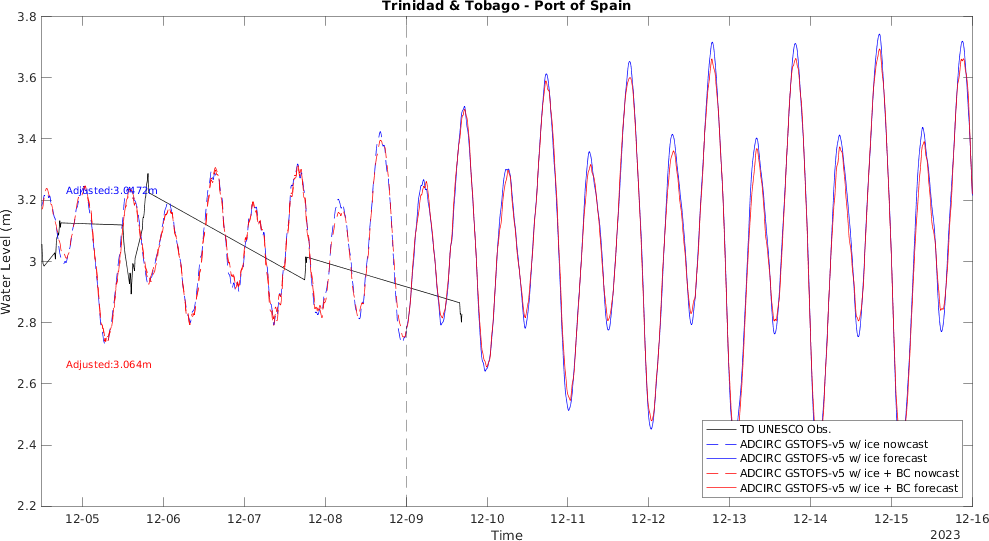 Trinidad & Tobago - Port of Spain
3.8
3.6
3.4
3.2
3
2.8
2.6
2.4
2.2
Water Level (m)
Adjusted:3.0472m
Adjusted:3.064m
TD UNESCO Obs.
ADCIRC GSTOFS-v5 w/ ice nowcast
ADCIRC GSTOFS-v5 w/ ice forecast
ADCIRC GSTOFS-v5 w/ ice + BC nowcast
ADCIRC GSTOFS-v5 w/ ice + BC forecast
12-05 12-06 12-07 12-08 12-09 12-10 12-11 12-12 12-13 12-14 12-15 12-16
Time
2023